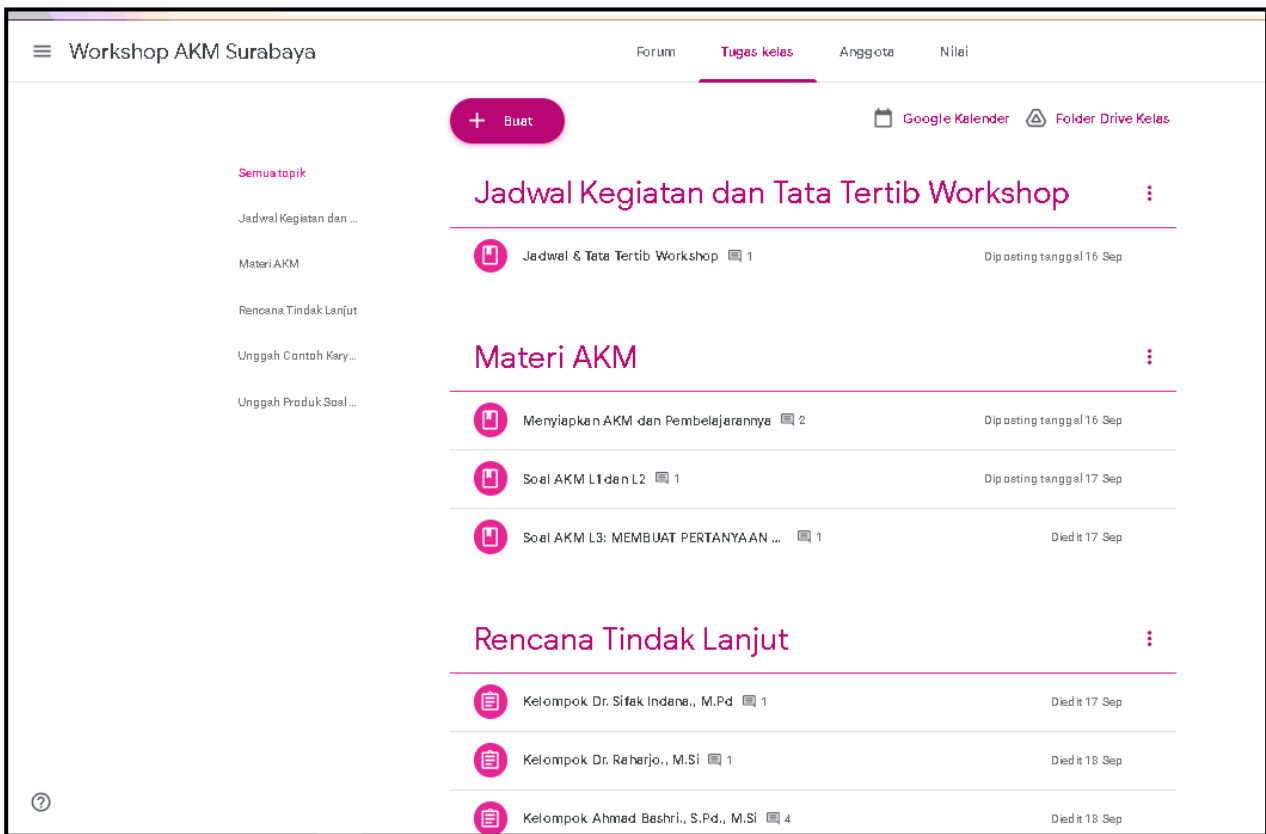 Workshop AKM Surabaya
Forum Tugas kelas Anggota Nilai
Buat
Google Kalender Folder Drive Kelas
Semua topik
Jadwal Kegiatan dan ...
Materi AKM
Rencana Tindak Lanjut
Unggah Contoh Kary...
Unggah Produk Soal ...
Jadwal Kegiatan dan Tata Tertib Workshop
Jadwal & Tata Tertib Workshop 1 Diposting tanggal 16 Sep
Materi AKM
Menyiapkan AKM dan Pembelajarannya 2 Diposting tanggal 16 Sep
Soal AKM L1 dan L2 1 Diposting tanggal 17 Sep
Soal AKM L3: MEMBUAT PERTANYAAN ... 1 Diedit 17 Sep
Rencana Tindak Lanjut
Kelompok Dr. Sifak Indana., M.Pd 1 Diedit 17 Sep
Kelompok Dr. Raharjo., M.Si 1 Diedit 18 Sep
Kelompok Ahmad Bashri., S.Pd., M.Si 4 Diedit 18 Sep